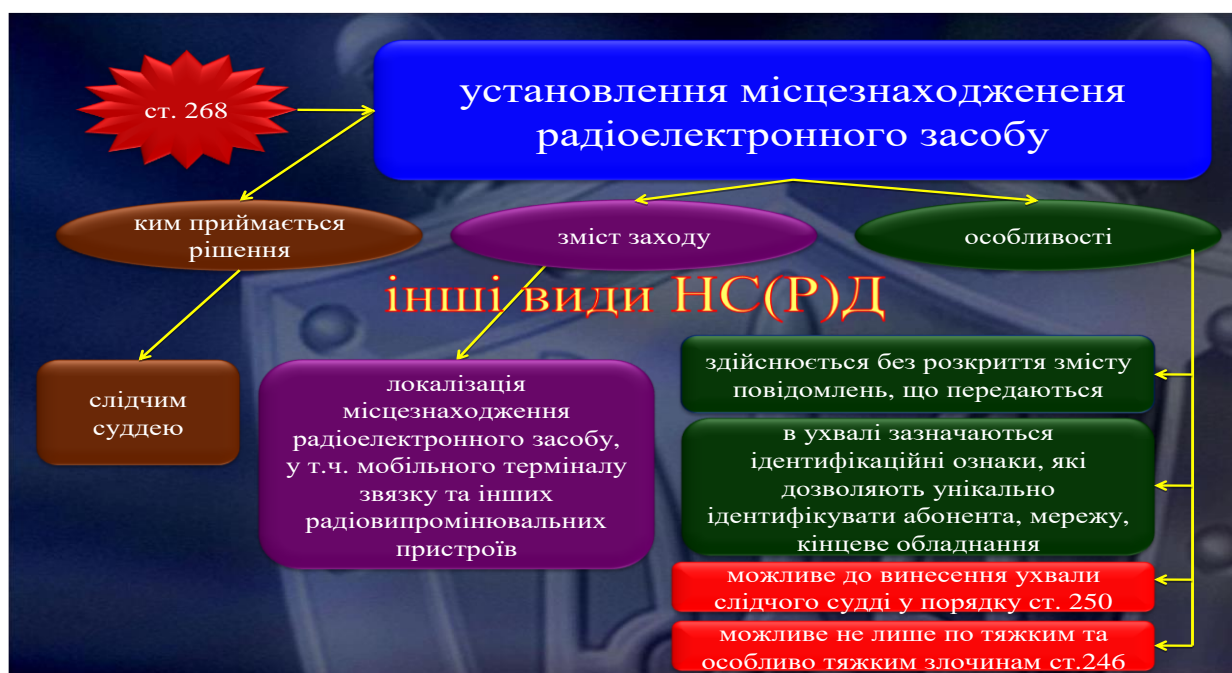 ст. 268
установлення місцезнаходжененя
радіоелектронного засобу
ким приймається
рішення
зміст заходу
особливості
інші види НС(Р)Д
слідчим
суддею
локалізація
місцезнаходження
радіоелектронного засобу,
у т.ч. мобільного терміналу
звязку та інших
радіовипромінювальних
пристроїв
здійснюється без розкриття змісту
повідомлень, що передаються
в ухвалі зазначаються
ідентифікаційні ознаки, які
дозволяють унікально
ідентифікувати абонента, мережу,
кінцеве обладнання
можливе до винесення ухвали
слідчого судді у порядку ст. 250
можливе не лише по тяжким та
особливо тяжким злочинам ст.246